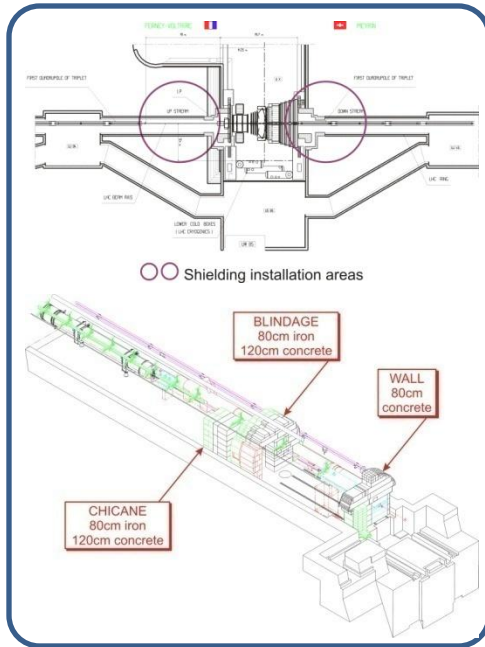 FERNEY-VOLTAIRE
MEYRIN
FIRST QUADRUPOLE OF TRIPLET
I.P
FIRST QUADRUPOLE OF TRIPLET
UP STREAM
DOWN STREAM
LHC BEAM AXIS
LOWER COLD BOXES
(LHC CRYOGENICS)
Shielding installation areas
BLINDAGE
80cm iron
120cm concrete
WALL
80cm
concrete
CHICANE
80cm iron
120cm concrete